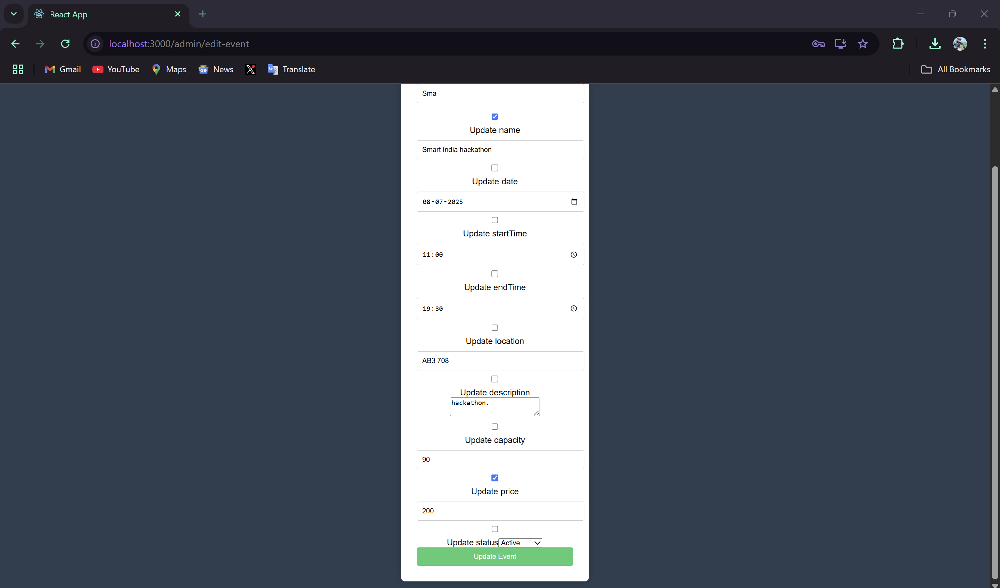 React App
localhost:3000/admin/edit-event
Gmail
YouTube
Maps
News
Translate
All Bookmarks
Sma
Update name
Smart India hackathon
Update date
08-07-2025
Update startTime
11:00
Update endTime
19:30
Update location
AB3 708
Update description
hackathon.
Update capacity
90
Update price
200
Update status Active
Update Event